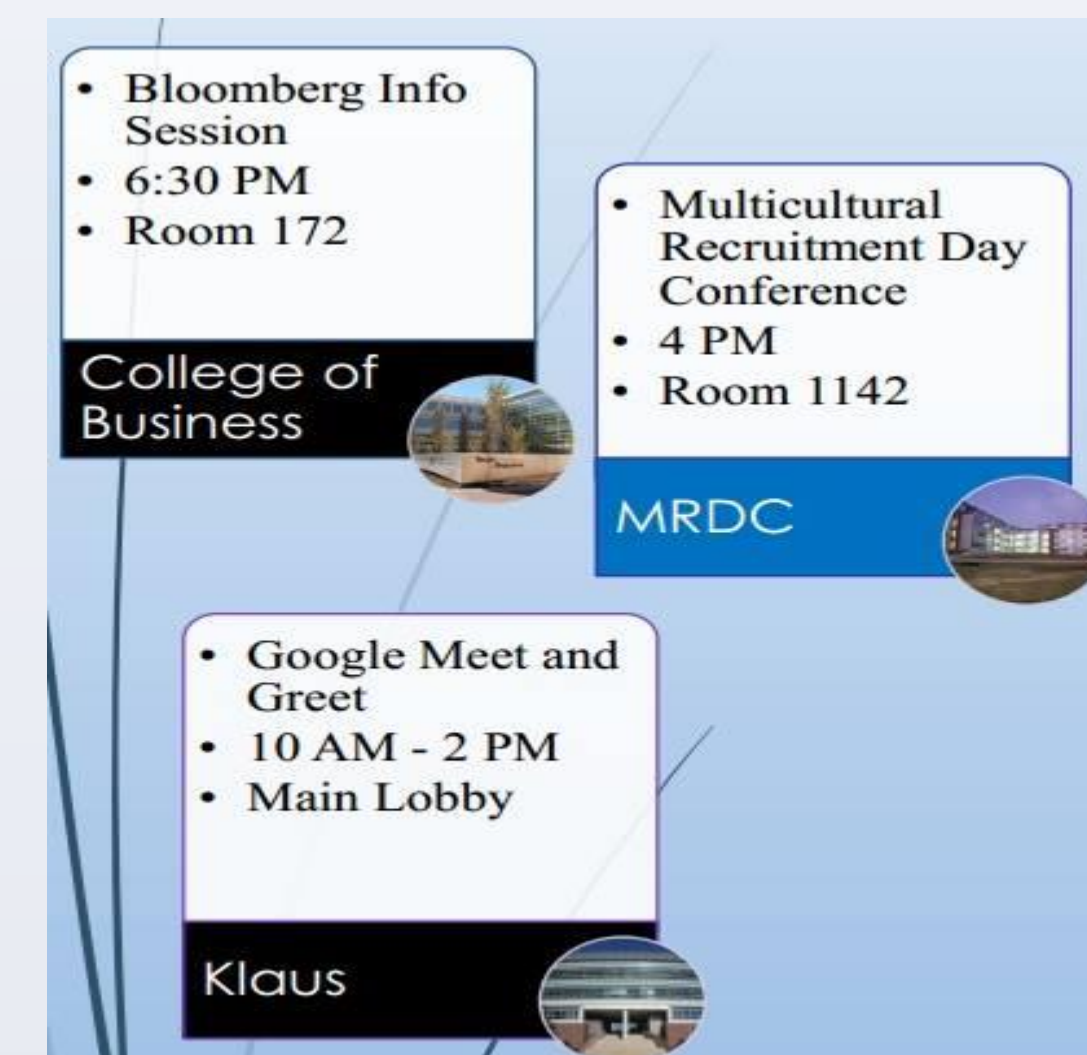 • Bloomberg Info
Session
• 6:30 PM
• Room 172
College of
Business
• Multicultural
Recruitment Day
Conference
• 4 PM
• Room 1142
MRDC
• Google Meet and
Greet
• 10 AM - 2 PM
• Main Lobby
Klaus